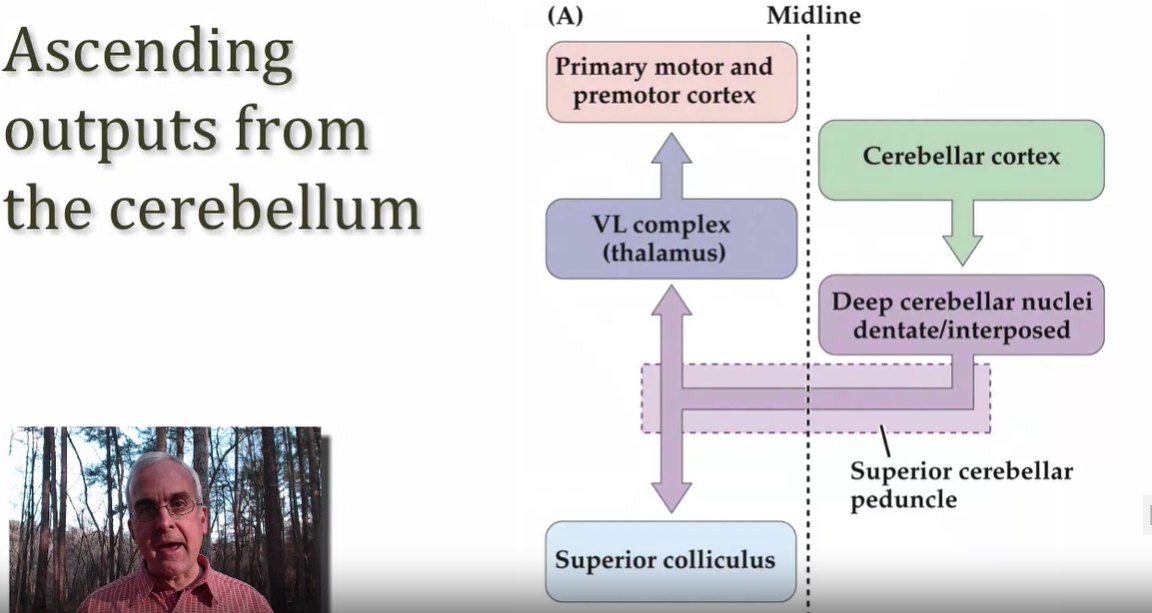 Ascending
outputs from
the cerebellum
(A)
Midline
Primary motor and
premotor cortex
Cerebellar cortex
VL complex
(thalamus)
Deep cerebellar nuclei
dentate/interposed
Superior cerebellar
peduncle
Superior colliculus